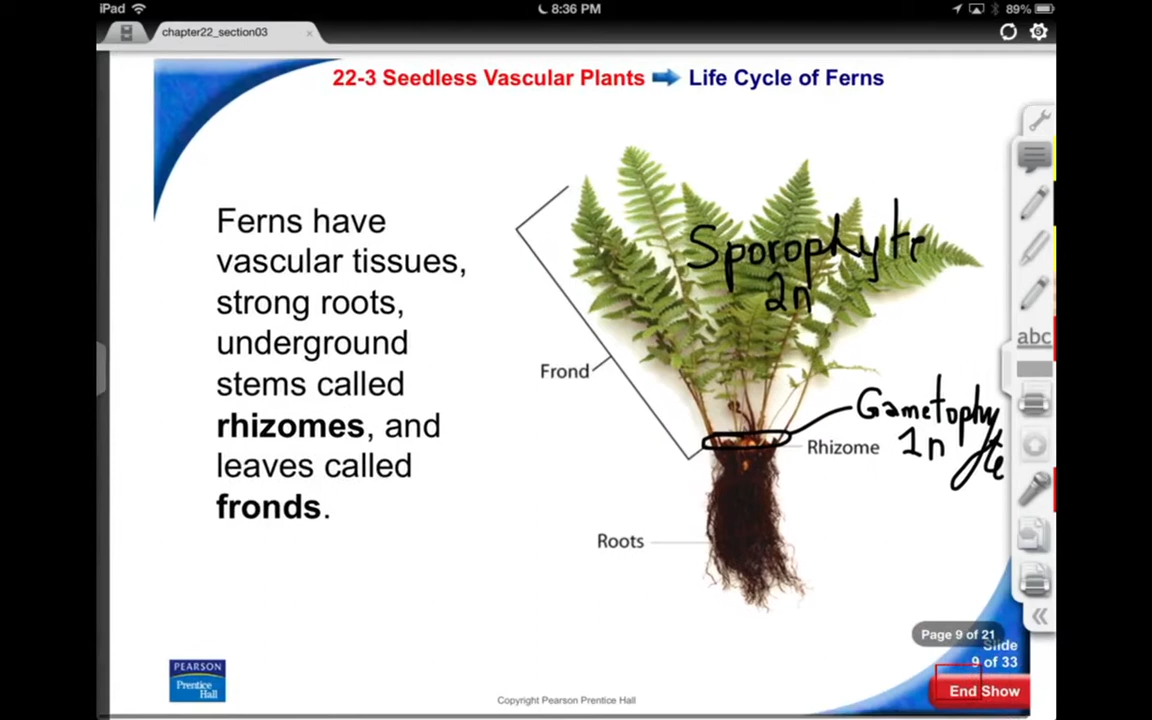 iPad 8:36 PM 89%
chapter22_section03 x
22-3 Seedless Vascular Plants Life Cycle of Ferns
Ferns have
vascular tissues,
strong roots,
underground
stems called
rhizomes, and
leaves called
fronds.
Sporophyte
2n
Frond
Gametophy
te
1n
Rhizome
Roots
abc
Page 9 of 21
Slide
9 of 33
End Show
PEARSON
Prentice
Hall
Copyright Pearson Prentice Hall